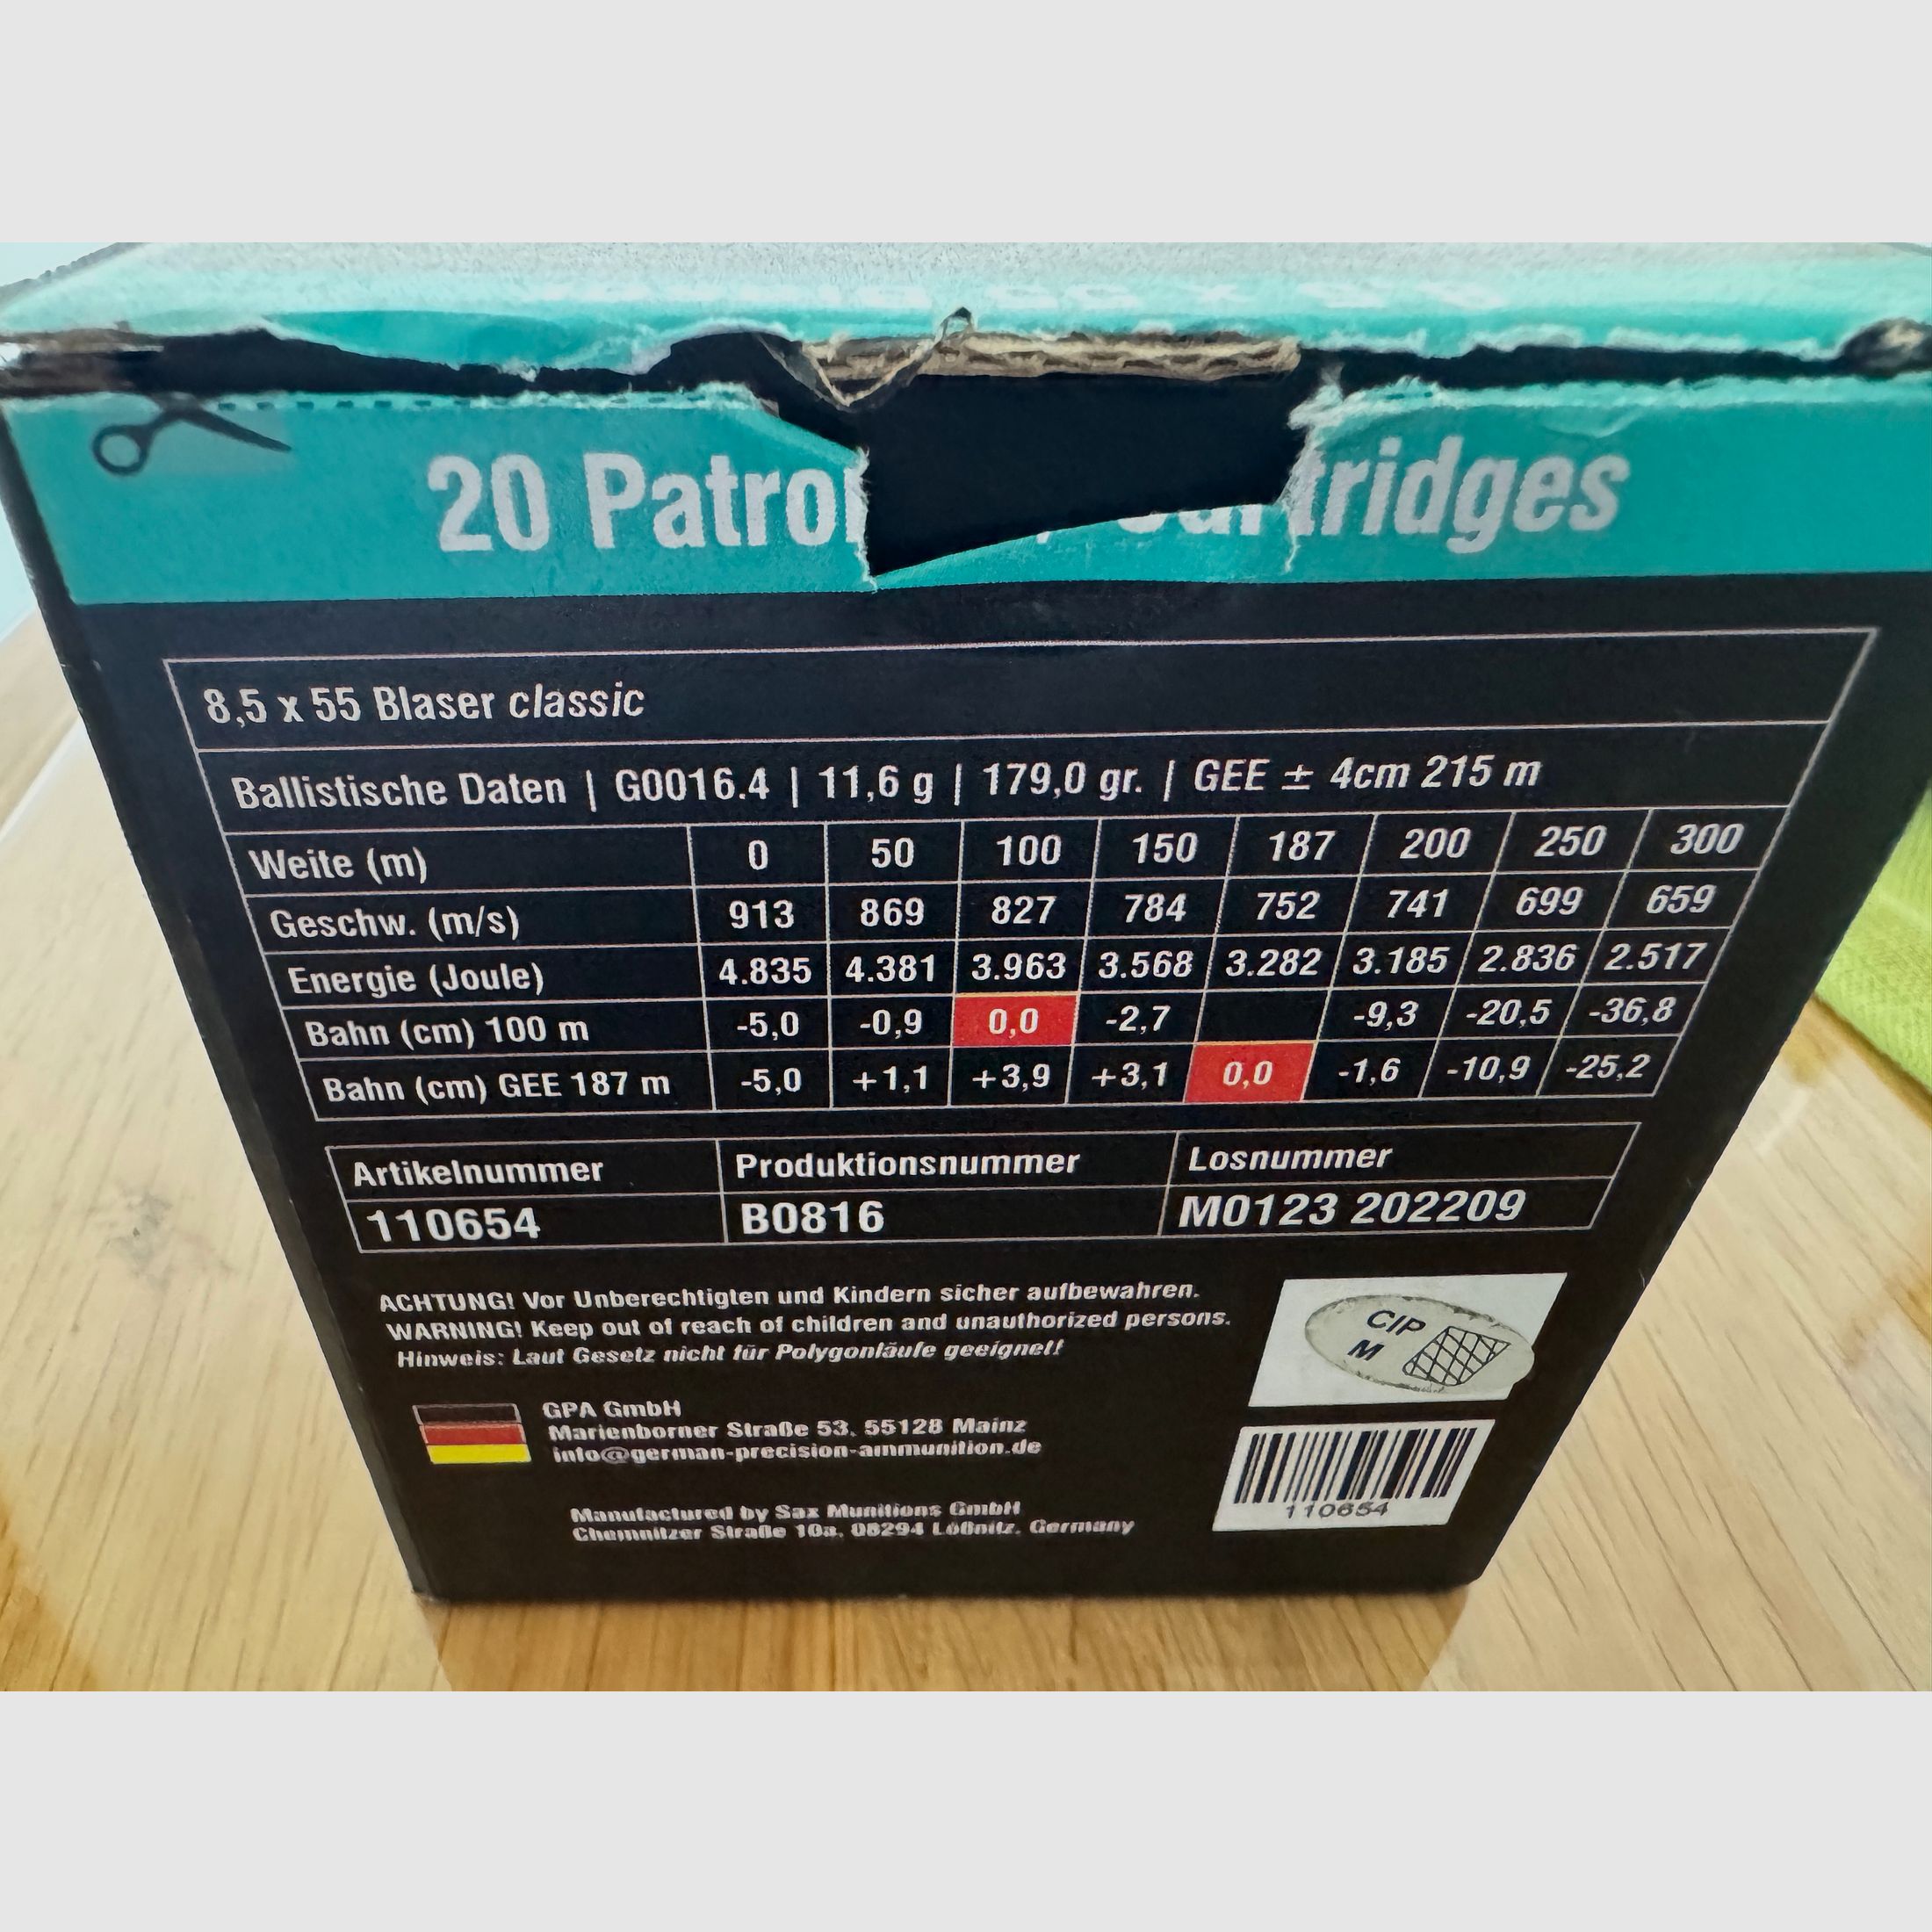 20 Patro tridges
8,5 x 55 Blaser classic
Ballistische Daten | G0016.4 | 11,6 g | 179,0 gr. | GEE ± 4cm 215 m
Weite (m) 0 50 100 150 187 200 250 300
Geschw. (m/s) 913 869 827 784 752 741 699 659
Energie (Joule) 4.835 4.381 3.963 3.568 3.282 3.185 2.836 2.517
Bahn (cm) 100 m -5,0 -0,9 0,0 -2,7 -9,3 -20,5 -36,8
Bahn (cm) GEE 187 m -5,0 +1,1 +3,9 +3,1 0,0 -1,6 -10,9 -25,2
Artikelnummer Produktionsnummer Losnummer
110654 B0816 M0123 202209
ACHTUNG! Vor Unberechtigten und Kindern sicher aufbewahren.
WARNING! Keep out of reach of children and unauthorized persons.
Hinweis: Laut Gesetz nicht für Polygonläufe geeignet!
CIP
M
GPA GmbH
Marienborner Straße 53, 55128 Mainz
info@german-precision-ammunition.de
110654
Manufactured by Sax Munitions GmbH
Chemnitzer Straße 10a, 08294 Lößnitz, Germany